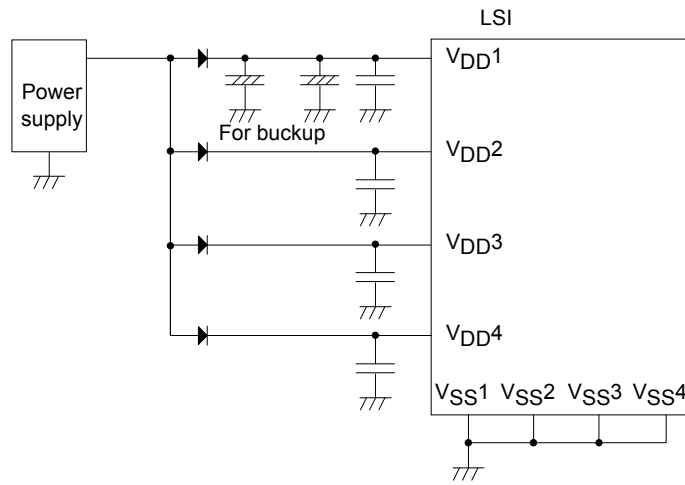 LSI
Power
supply
VDD1
For buckup
VDD2
VDD3
VDD4
VSS1 VSS2 VSS3 VSS4